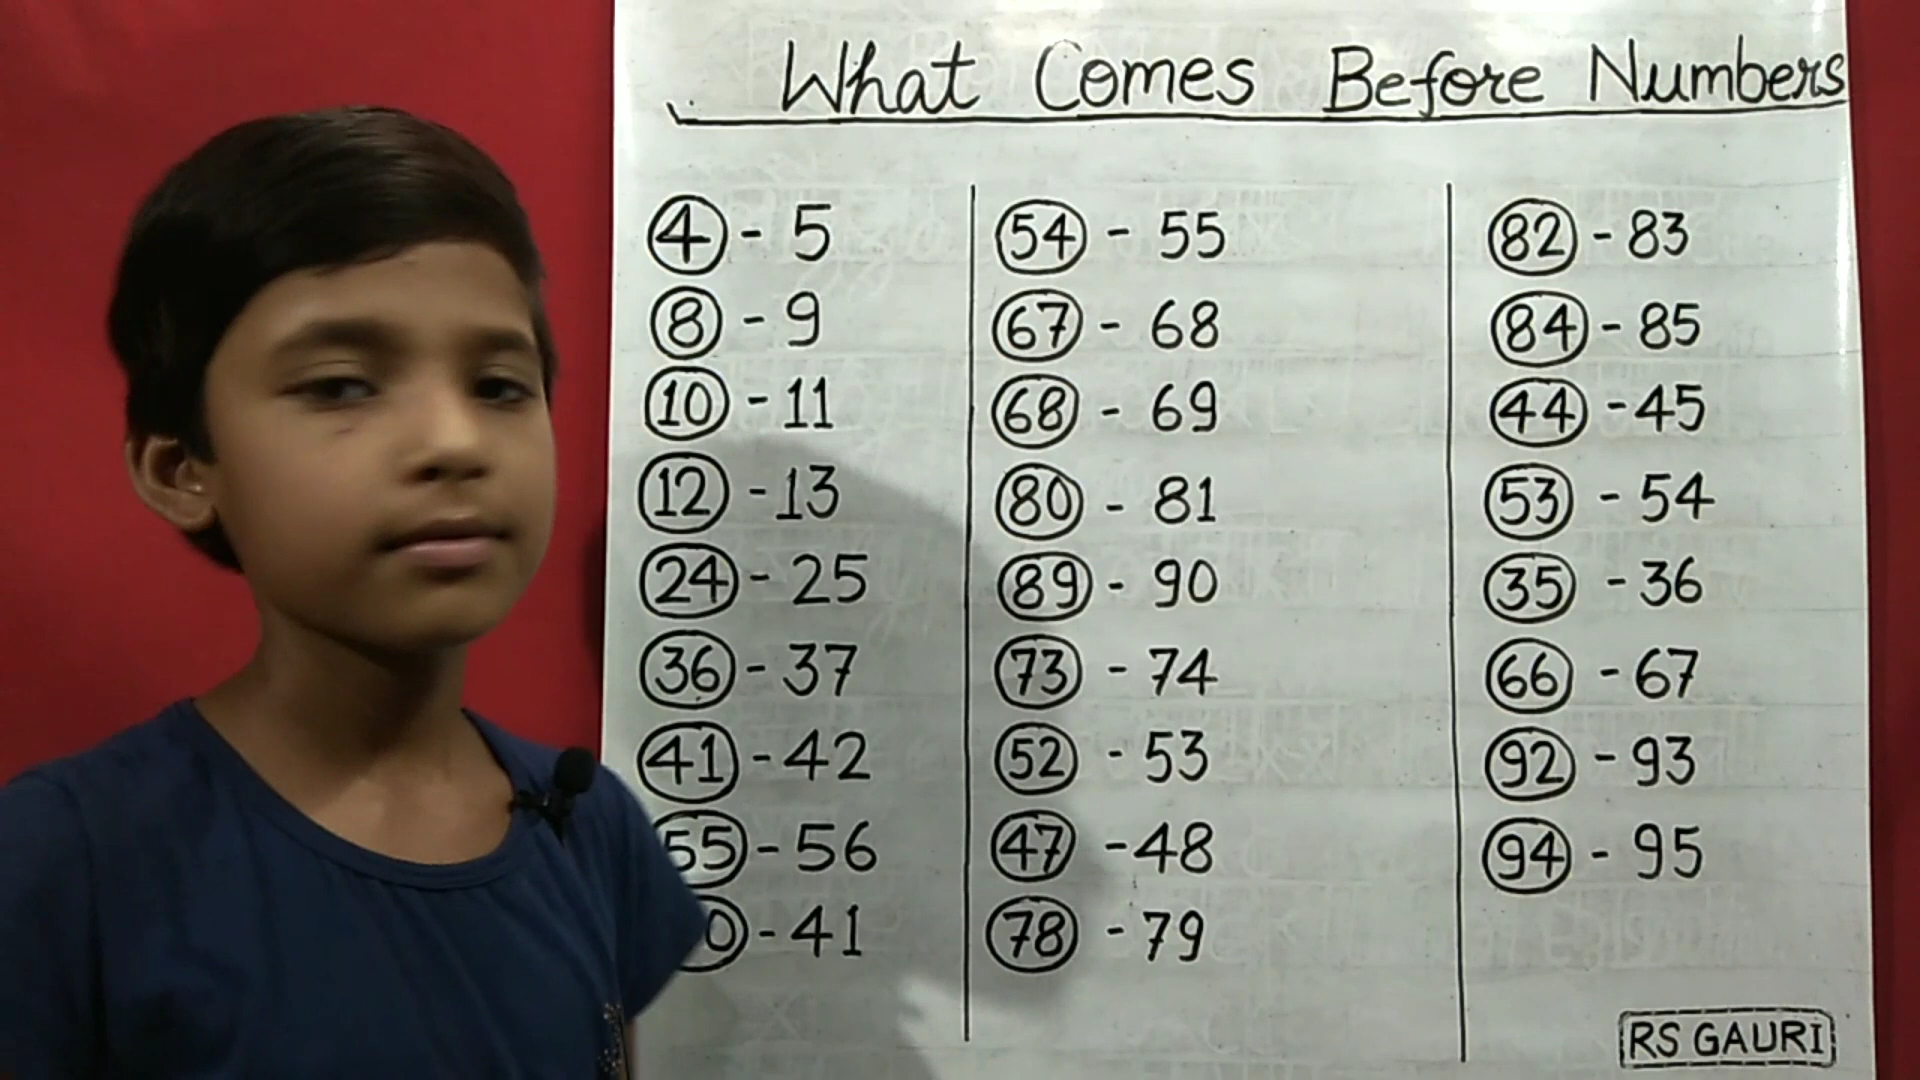 What Comes Before Numbers
4 - 5
8 - 9
10 - 11
12 - 13
24 - 25
36 - 37
41 - 42
55 - 56
0 - 41
54 - 55
67 - 68
68 - 69
80 - 81
89 - 90
73 - 74
52 - 53
47 - 48
78 - 79
82 - 83
84 - 85
44 - 45
53 - 54
35 - 36
66 - 67
92 - 93
94 - 95
RS GAURI